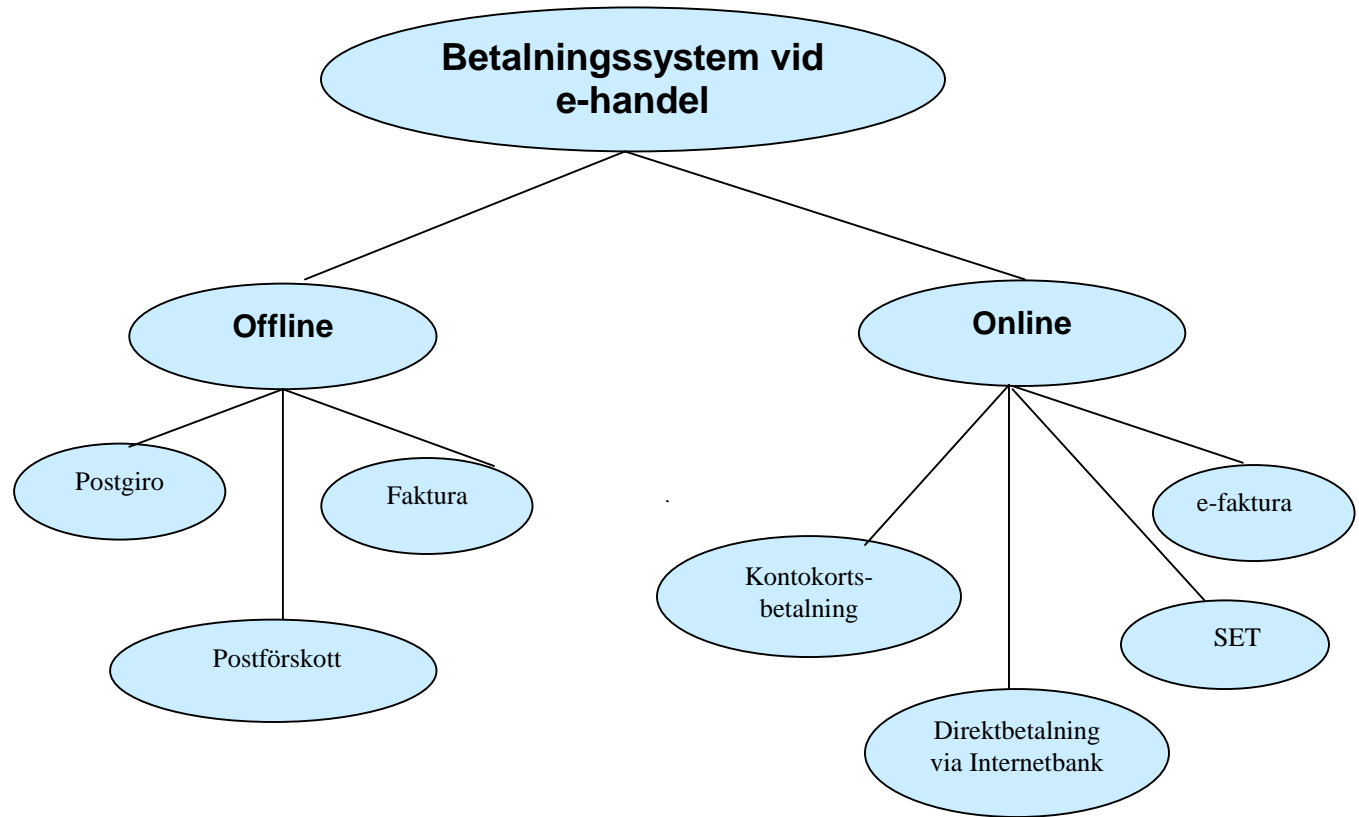 Betalningssystem vid
e-handel
Offline
Online
Postgiro
Faktura
e-faktura
Kontokorts-
betalning
SET
Postförskott
Direktbetalning
via Internetbank